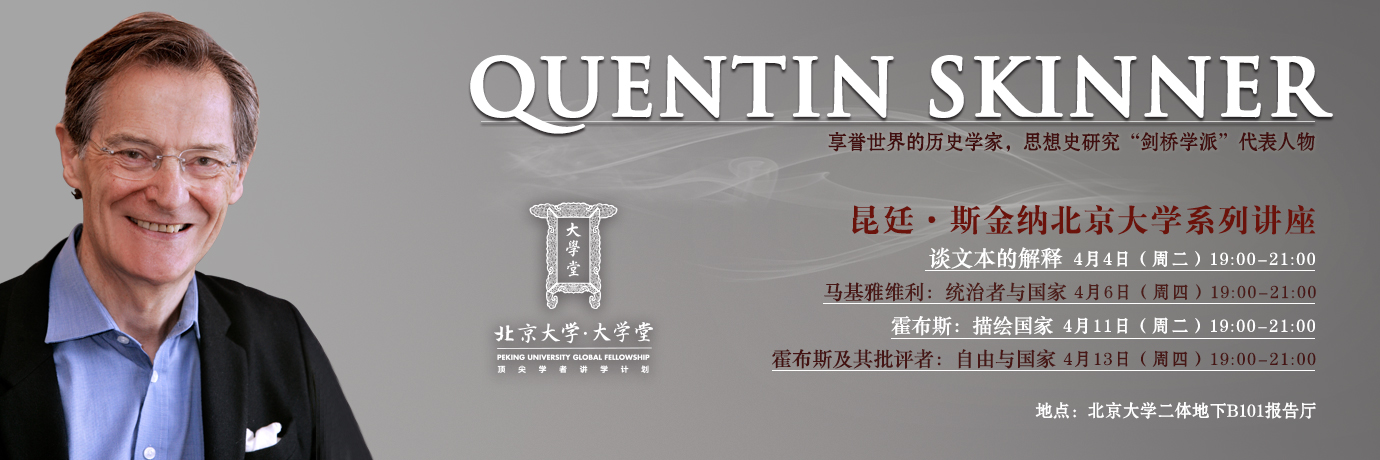 QUENTIN SKINNER
享誉世界的历史学家，思想史研究“剑桥学派”代表人物
昆廷·斯金纳北京大学系列讲座
谈文本的解释 4月4日（周二）19:00-21:00
马基雅维利：统治者与国家 4月6日（周四）19:00-21:00
霍布斯：描绘国家 4月11日（周二）19:00-21:00
霍布斯及其批评者：自由与国家 4月13日（周四）19:00-21:00
地点：北京大学二体地下B101报告厅
大學堂
北京大学·大学堂
PEKING UNIVERSITY GLOBAL FELLOWSHIP
顶尖学者讲学计划